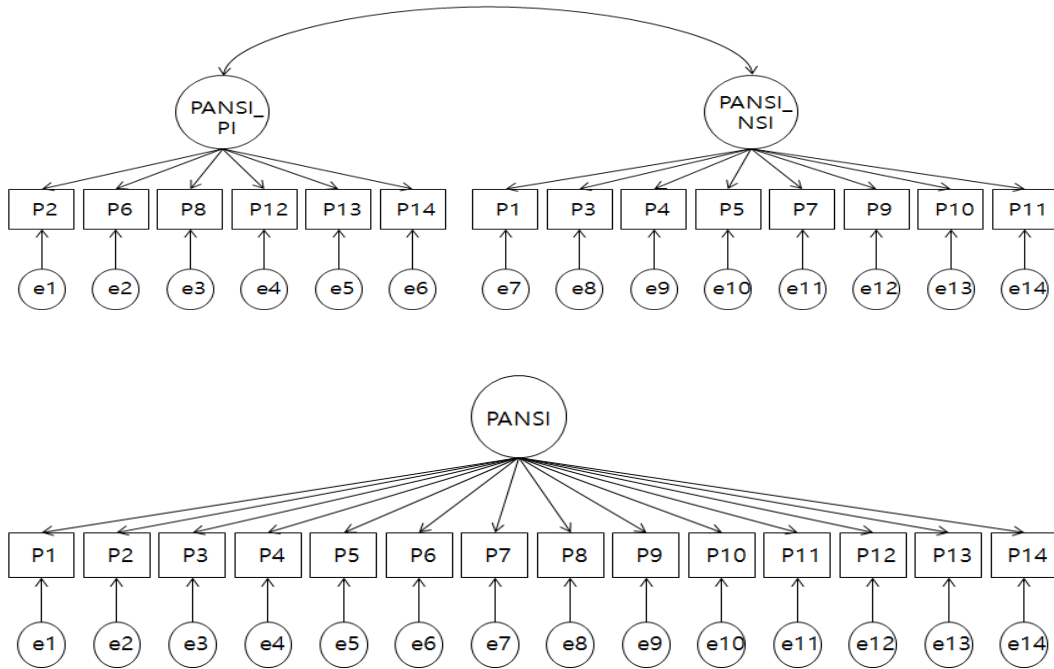 PANSI_
PI
PANSI_
NSI
P2 P6 P8 P12 P13 P14 P1 P3 P4 P5 P7 P9 P10 P11
e1 e2 e3 e4 e5 e6 e7 e8 e9 e10 e11 e12 e13 e14
PANSI
P1 P2 P3 P4 P5 P6 P7 P8 P9 P10 P11 P12 P13 P14
e1 e2 e3 e4 e5 e6 e7 e8 e9 e10 e11 e12 e13 e14